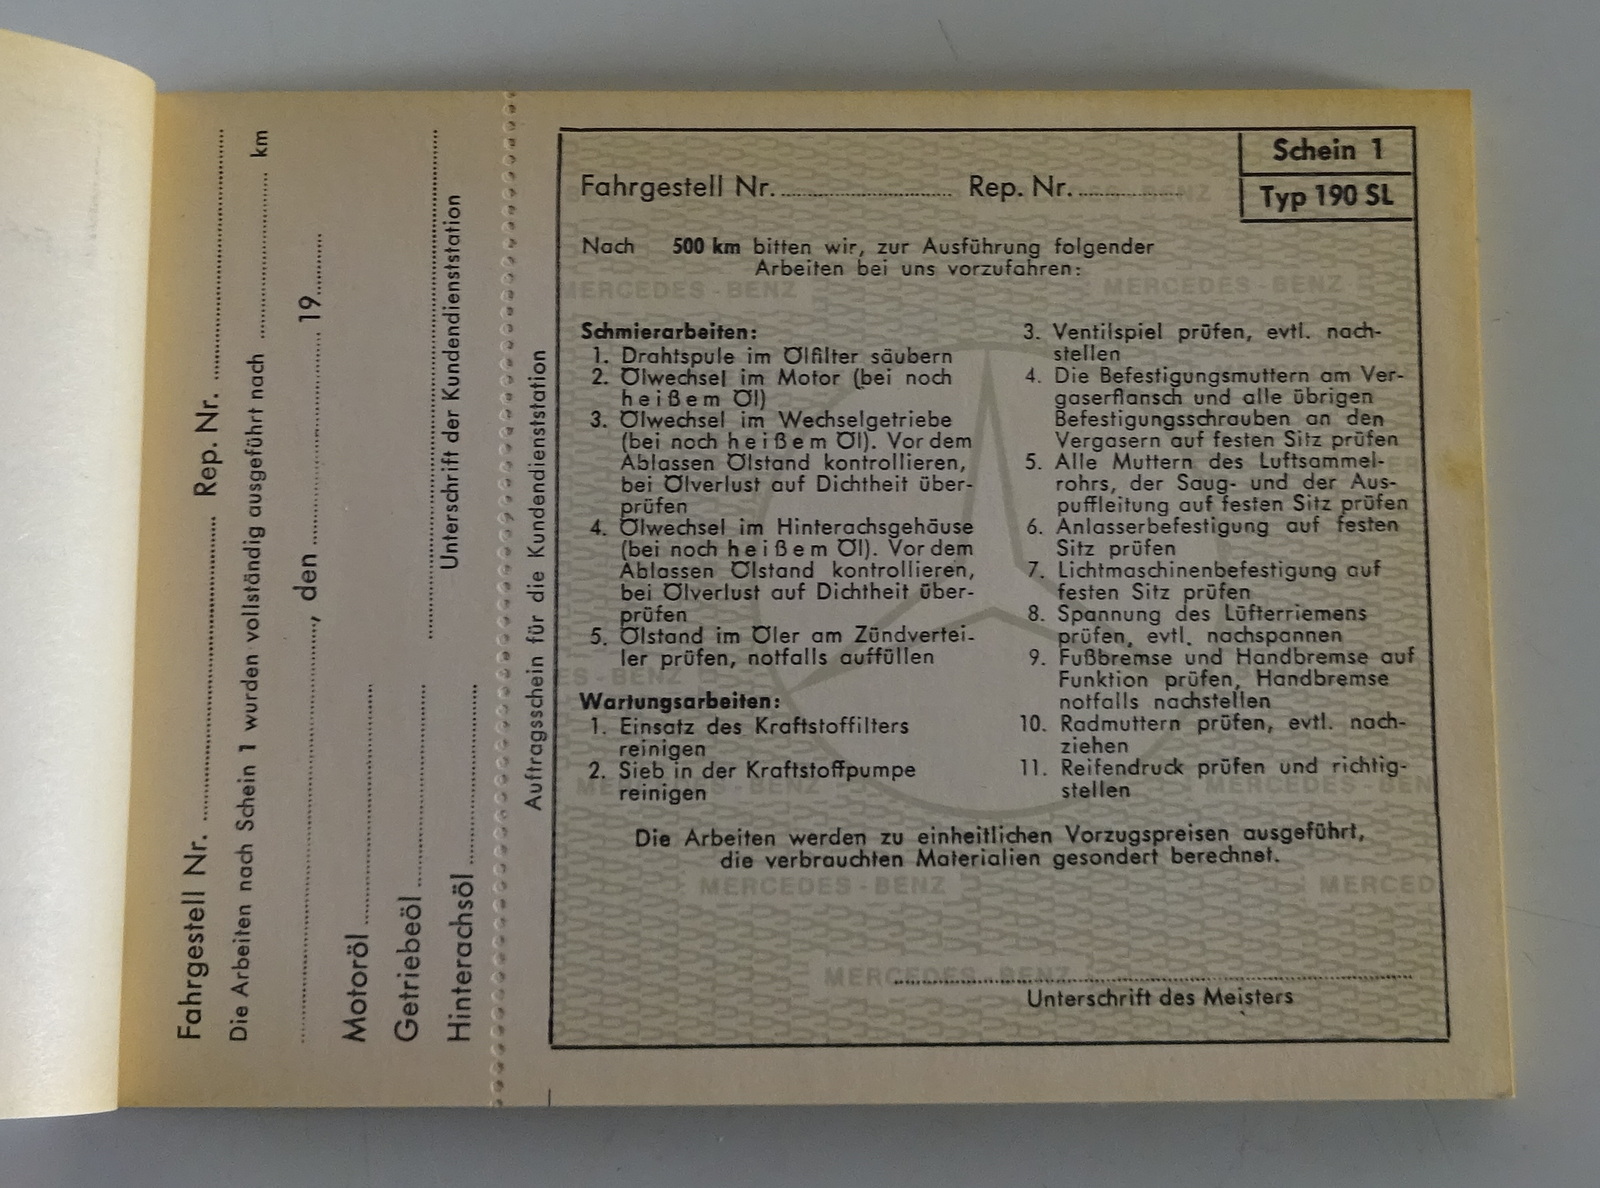 Fahrgestell Nr. .............................. Rep. Nr. ..............................
Die Arbeiten nach Schein 1 wurden vollständig ausgeführt nach .............................. km
.............................., den .............................. 19..........
Motoröl ..............................
Getriebeöl ..............................
Hinterachsöl ..............................
Unterschrift der Kundendienststation
Auftragsschein für die Kundendienststation
Schein 1
Typ 190 SL
Fahrgestell Nr. .............................. Rep. Nr. ....................
Nach 500 km bitten wir, zur Ausführung folgender
Arbeiten bei uns vorzufahren:
Schmierarbeiten:
1. Drahtspule im Ölfilter säubern
2. Ölwechsel im Motor (bei noch
heißem Öl)
3. Ölwechsel im Wechselgetriebe
(bei noch heißem Öl). Vor dem
Ablassen Ölstand kontrollieren,
bei Ölverlust auf Dichtheit über-
prüfen
4. Ölwechsel im Hinterachsgehäuse
(bei noch heißem Öl). Vor dem
Ablassen Ölstand kontrollieren,
bei Ölverlust auf Dichtheit über-
prüfen
5. Ölstand im Öler am Zündvertei-
ler prüfen, notfalls auffüllen
Wartungsarbeiten:
1. Einsatz des Kraftstoffilters
reinigen
2. Sieb in der Kraftstoffpumpe
reinigen
3. Ventilspiel prüfen, evtl. nach-
stellen
4. Die Befestigungsmuttern am Ver-
gaserflansch und alle übrigen
Befestigungsschrauben an den
Vergasern auf festen Sitz prüfen
5. Alle Muttern des Luftsammel-
rohrs, der Saug- und der Aus-
puffleitung auf festen Sitz prüfen
6. Anlasserbefestigung auf festen
Sitz prüfen
7. Lichtmaschinenbefestigung auf
festen Sitz prüfen
8. Spannung des Lüfterriemens
prüfen, evtl. nachspannen
9. Fußbremse und Handbremse auf
Funktion prüfen, Handbremse
notfalls nachstellen
10. Radmuttern prüfen, evtl. nach-
ziehen
11. Reifendruck prüfen und richtig-
stellen
Die Arbeiten werden zu einheitlichen Vorzugspreisen ausgeführt,
die verbrauchten Materialien gesondert berechnet.
MERCEDES - BENZ
Unterschrift des Meisters